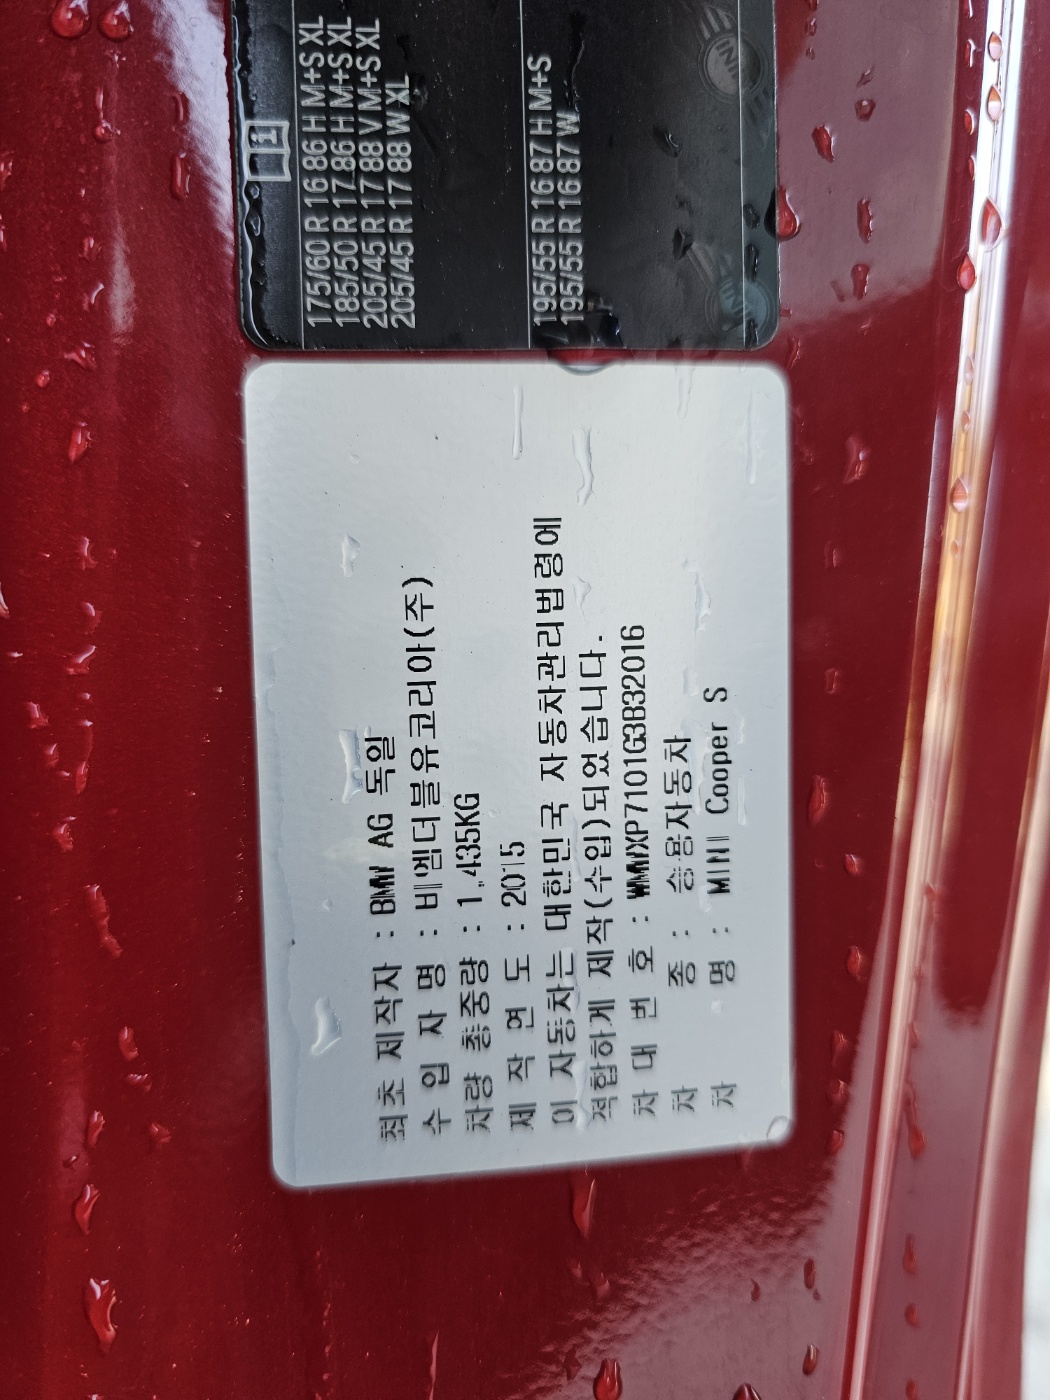 1
175/60 R 16 86 H M+S XL
185/50 R 17 86 H M+S XL
205/45 R 17 88 V M+S XL
205/45 R 17 88 W XL
195/55 R 16 87 H M+S
195/55 R 16 87 W
MINI
MINI
최초 제작자 : BMW AG 독일
수 입 자 명 : 비엠더블유코리아(주)
차량 총중량 : 1,435KG
제 작 연 도 : 2015
이 자동차는 대한민국 자동차관리법령에
적합하게 제작(수입)되었습니다.
차 대 번 호 : WMWXP7101G3B32016
차 종 : 승용자동차
차 명 : MINI Cooper S